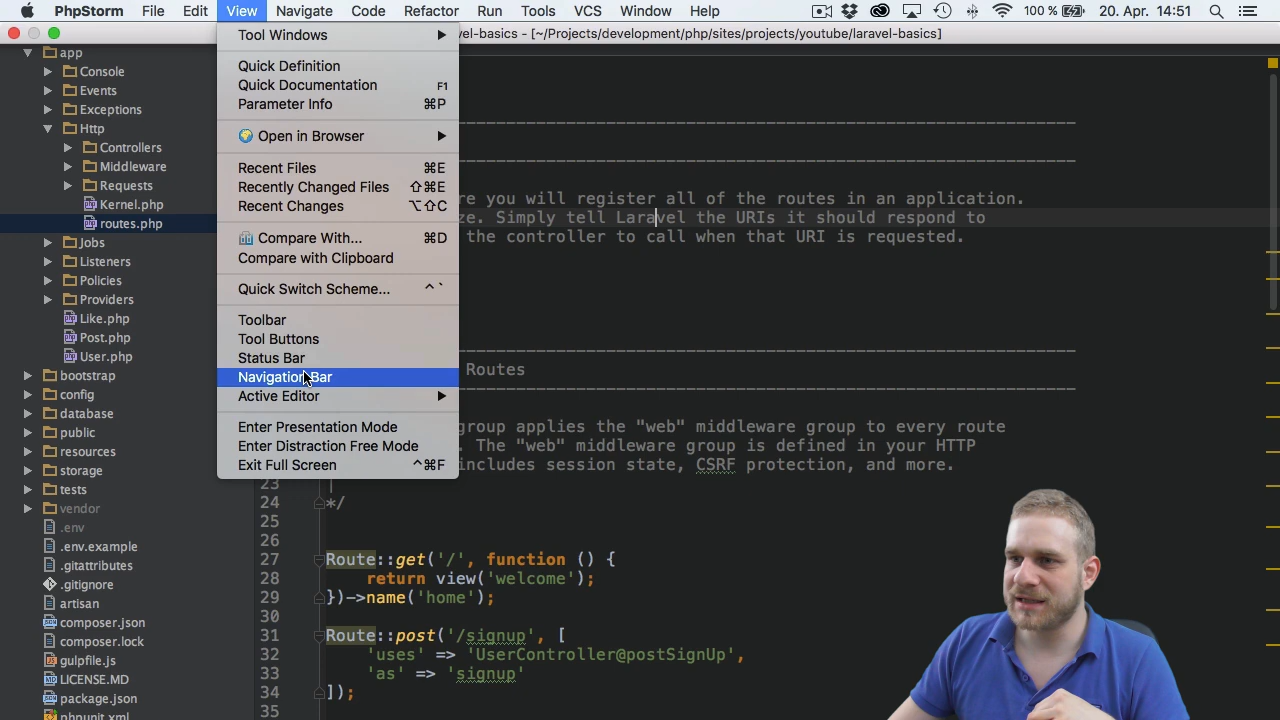 PhpStorm File Edit View Navigate Code Refactor Run Tools VCS Window Help 100 % 20. Apr. 14:51
vel-basics - [~/Projects/development/php/sites/projects/youtube/laravel-basics]
app
Console
Events
Exceptions
Http
Controllers
Middleware
Requests
Kernel.php
routes.php
Jobs
Listeners
Policies
Providers
Like.php
Post.php
User.php
bootstrap
config
database
public
resources
storage
tests
vendor
.env
.env.example
.gitattributes
.gitignore
artisan
composer.json
composer.lock
gulpfile.js
LICENSE.MD
package.json
phpunit.xml
Tool Windows
Quick Definition
Quick Documentation F1
Parameter Info ⌘P
Open in Browser
Recent Files ⌘E
Recently Changed Files ⇧⌘E
Recent Changes ⌥⇧C
Compare With... ⌘D
Compare with Clipboard
Quick Switch Scheme... ^ `
Toolbar
Tool Buttons
Status Bar
Navigation Bar
Active Editor
Enter Presentation Mode
Enter Distraction Free Mode
Exit Full Screen ^⌘F
re you will register all of the routes in an application.
ze. Simply tell Laravel the URIs it should respond to
the controller to call when that URI is requested.
Routes
group applies the "web" middleware group to every route
. The "web" middleware group is defined in your HTTP
includes session state, CSRF protection, and more.
23 |
24 */
25
26
27 Route::get('/', function () {
28 return view('welcome');
29 })->name('home');
30
31 Route::post('/signup', [
32 'uses' => 'UserController@postSignUp',
33 'as' => 'signup'
34 ]);
35